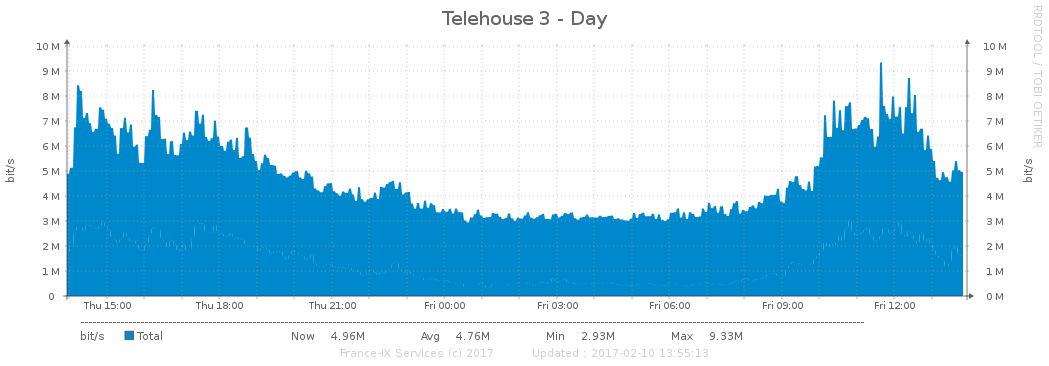 Telehouse 3 - Day
RRDTOOL / TOBI OETIKER
bit/s
bit/s
10 M 10 M
9 M 9 M
8 M 8 M
7 M 7 M
6 M 6 M
5 M 5 M
4 M 4 M
3 M 3 M
2 M 2 M
1 M 1 M
0 0 M
Thu 15:00 Thu 18:00 Thu 21:00 Fri 00:00 Fri 03:00 Fri 06:00 Fri 09:00 Fri 12:00
bit/s Total Now 4.96M Avg 4.76M Min 2.93M Max 9.33M
France-IX Services (c) 2017 Updated : 2017-02-10 13:55:13